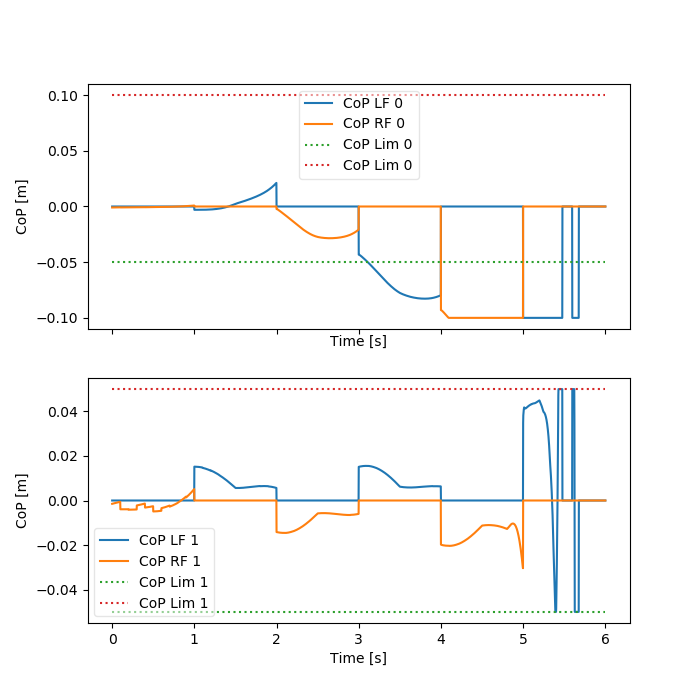 0.10
0.05
0.00
−0.05
−0.10
CoP [m]
CoP LF 0
CoP RF 0
CoP Lim 0
CoP Lim 0
Time [s]
0.04
0.02
0.00
−0.02
−0.04
CoP [m]
CoP LF 1
CoP RF 1
CoP Lim 1
CoP Lim 1
0 1 2 3 4 5 6
Time [s]